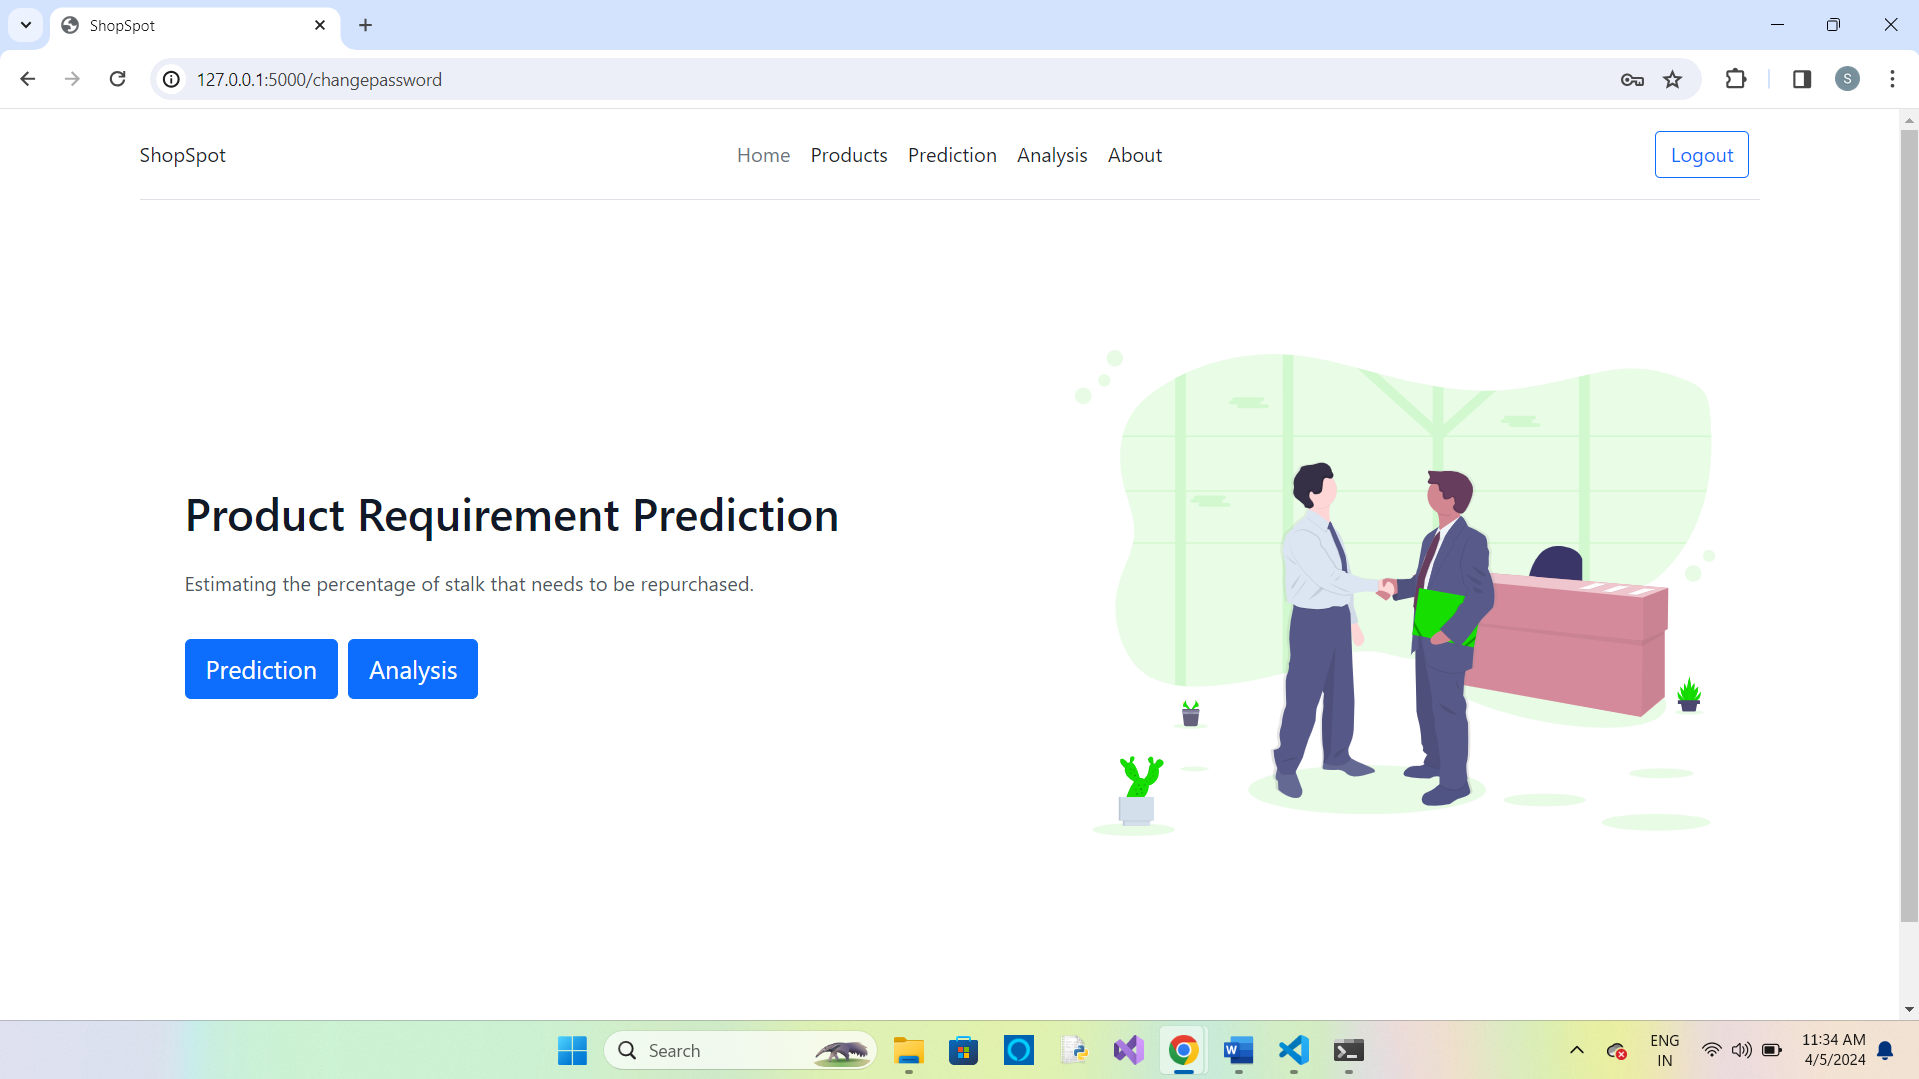 ShopSpot
127.0.0.1:5000/changepassword
S
ShopSpot Home Products Prediction Analysis About Logout
Product Requirement Prediction
Estimating the percentage of stalk that needs to be repurchased.
Prediction Analysis
Search
ENG
IN
11:34 AM
4/5/2024